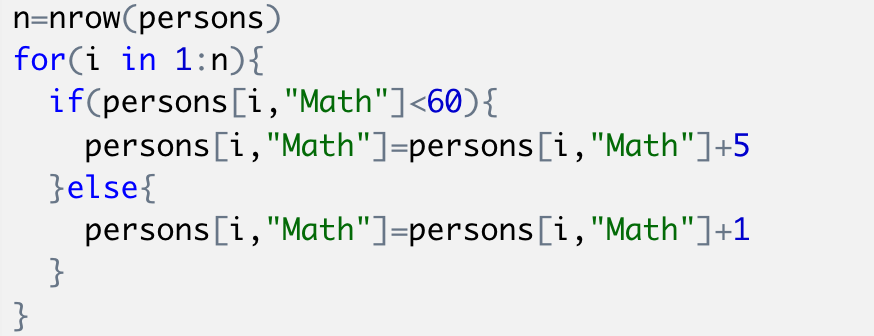 n=nrow(persons)
for(i in 1:n){
  if(persons[i,"Math"]<60){
    persons[i,"Math"]=persons[i,"Math"]+5
  }else{
    persons[i,"Math"]=persons[i,"Math"]+1
  }
}